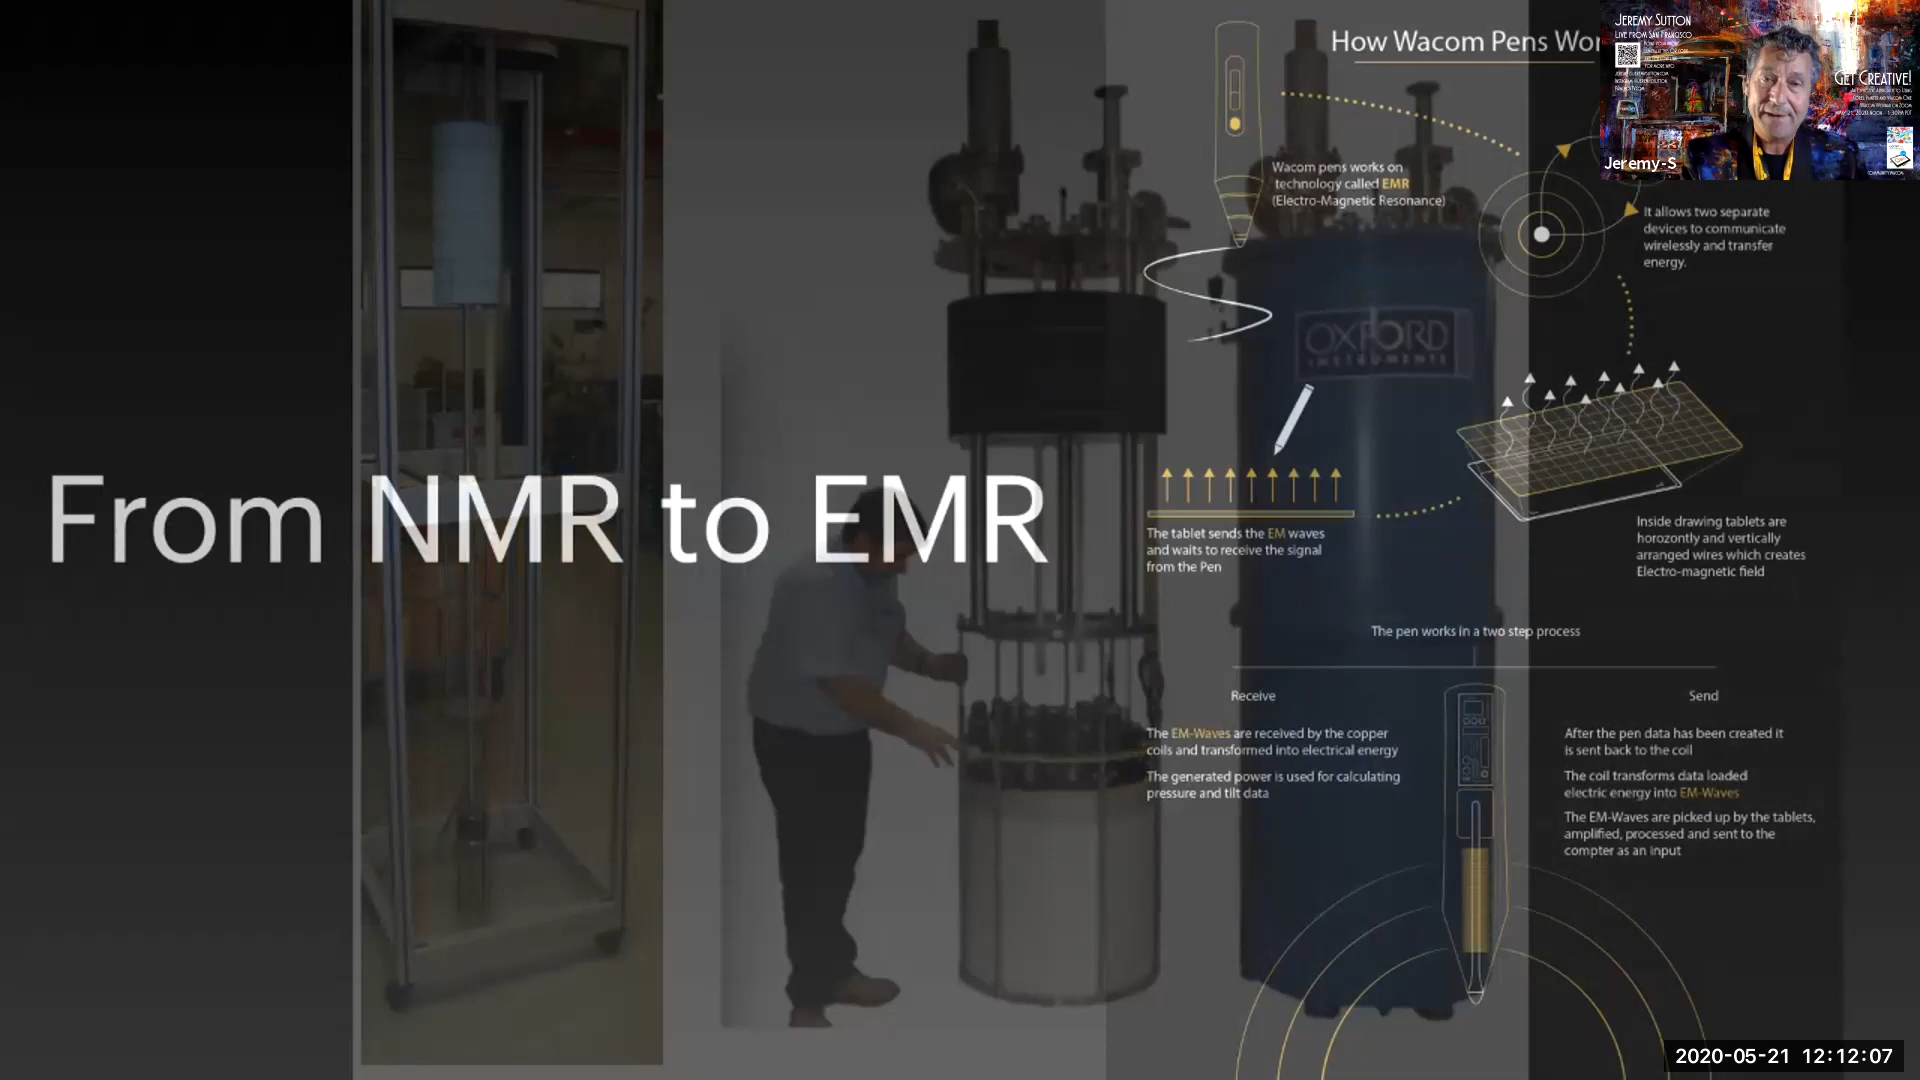 From NMR to EMR
How Wacom Pens Wor
Wacom pens works on
technology called EMR
(Electro-Magnetic Resonance)
It allows two separate
devices to communicate
wirelessly and transfer
energy.
OXFORD
INSTRUMENTS
The tablet sends the EM waves
and waits to receive the signal
from the Pen
Inside drawing tablets are
horozontly and vertically
arranged wires which creates
Electro-magnetic field
The pen works in a two step process
Receive
The EM-Waves are received by the copper
coils and transformed into electrical energy
The generated power is used for calculating
pressure and tilt data
Send
After the pen data has been created it
is sent back to the coil
The coil transforms data loaded
electric energy into EM-Waves
The EM-Waves are picked up by the tablets,
amplified, processed and sent to the
compter as an input
Jeremy Sutton
Live from San Francisco
Get Creative!
Jeremy-S
2020-05-21 12:12:07